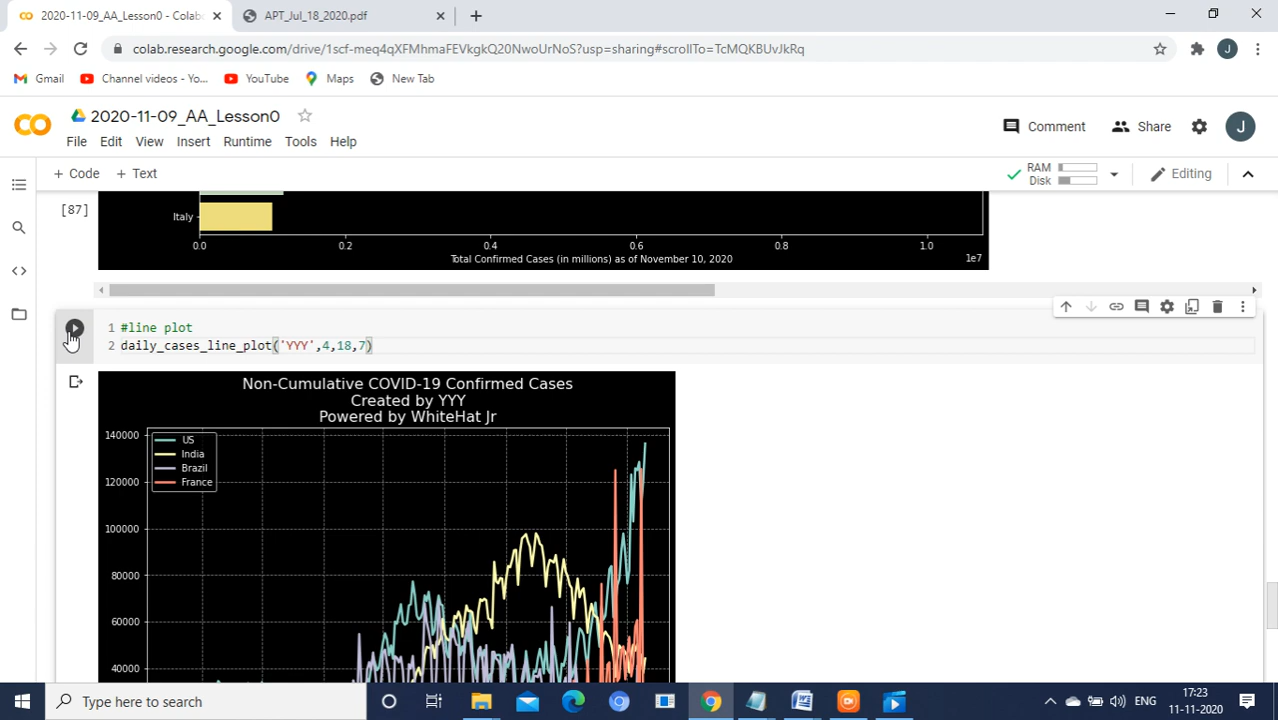 2020-11-09_AA_Lesson0 - Colab
APT_Jul_18_2020.pdf
colab.research.google.com/drive/1scf-meq4qXFMhmaFEVkgkQ20NwoUrNoS?usp=sharing#scrollTo=TcMQKBUvJkRq
Gmail
Channel videos - Yo...
YouTube
Maps
New Tab
J
2020-11-09_AA_Lesson0
File Edit View Insert Runtime Tools Help
Comment
Share
J
+ Code + Text
RAM
Disk
Editing
[87]
Italy
0.0 0.2 0.4 0.6 0.8 1.0
Total Confirmed Cases (in millions) as of November 10, 2020
1e7
1 #line plot
2 daily_cases_line_plot('YYY',4,18,7)
Non-Cumulative COVID-19 Confirmed Cases
Created by YYY
Powered by WhiteHat Jr
140000
120000
100000
80000
60000
40000
US
India
Brazil
France
Type here to search
ENG
17:23
11-11-2020